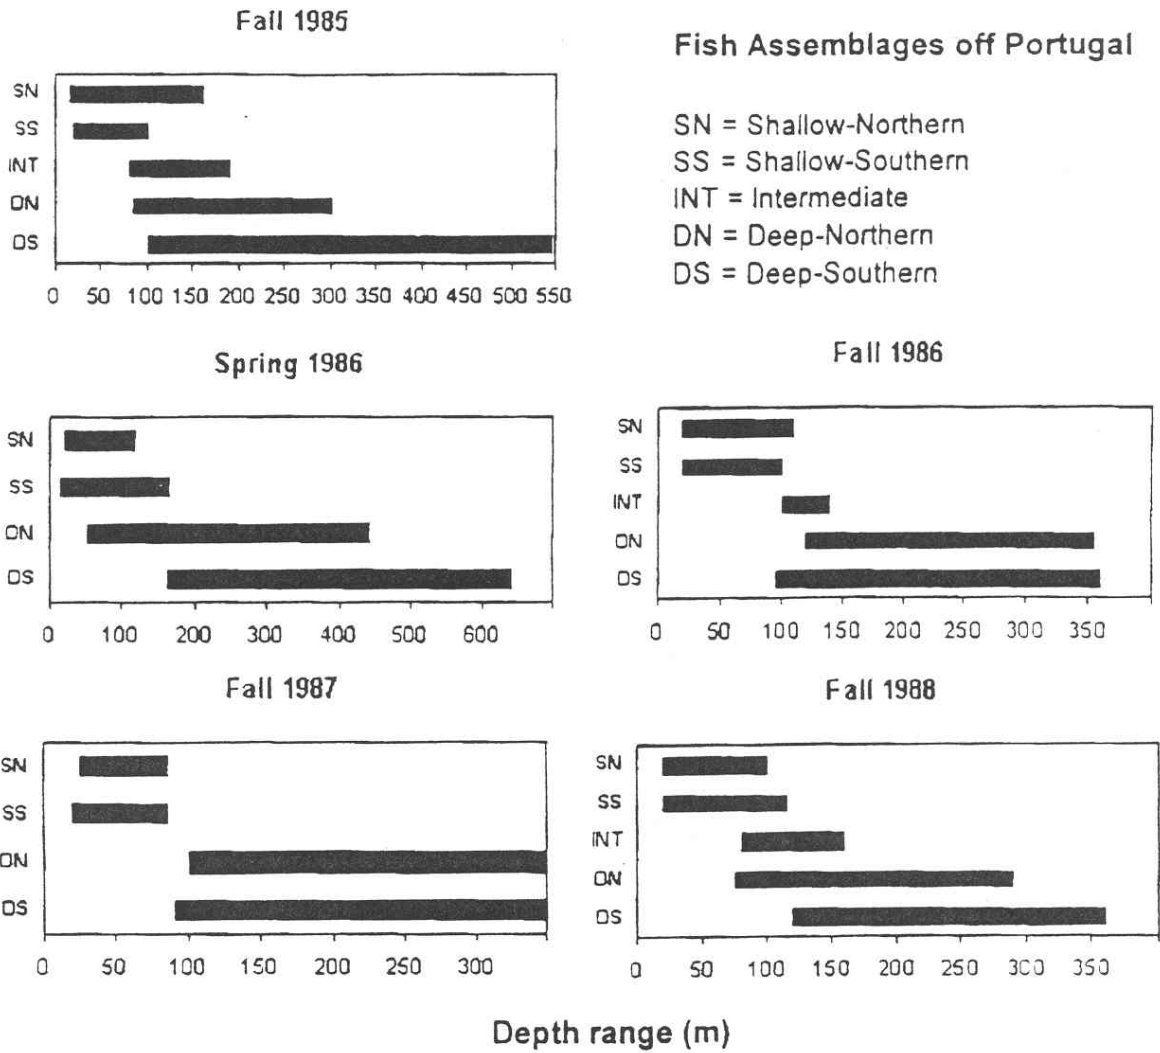 Fall 1985
Fish Assemblages off Portugal
SN = Shallow-Northern
SS = Shallow-Southern
INT = Intermediate
DN = Deep-Northern
DS = Deep-Southern
SN
SS
INT
DN
DS
0 50 100 150 200 250 300 350 400 450 500 550
Spring 1986
SN
SS
DN
DS
0 100 200 300 400 500 600
Fall 1986
SN
SS
INT
DN
DS
0 50 100 150 200 250 300 350
Fall 1987
SN
SS
DN
DS
0 50 100 150 200 250 300
Fall 1988
SN
SS
INT
DN
DS
0 50 100 150 200 250 300 350
Depth range (m)